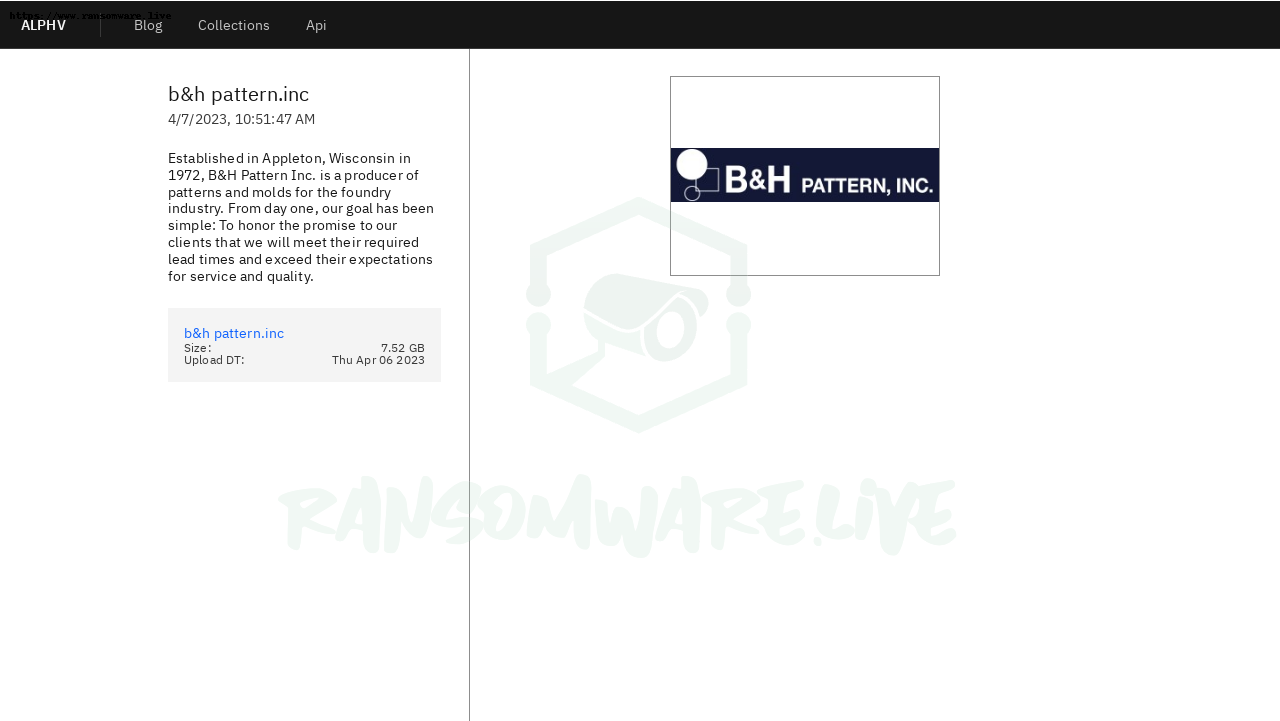 https://www.ransomware.live
ALPHV
Blog
Collections
Api
b&h pattern.inc
4/7/2023, 10:51:47 AM
Established in Appleton, Wisconsin in
1972, B&H Pattern Inc. is a producer of
patterns and molds for the foundry
industry. From day one, our goal has been
simple: To honor the promise to our
clients that we will meet their required
lead times and exceed their expectations
for service and quality.
b&h pattern.inc
Size: 7.52 GB
Upload DT: Thu Apr 06 2023
B&H PATTERN, INC.
RANSOMWARE.LIVE